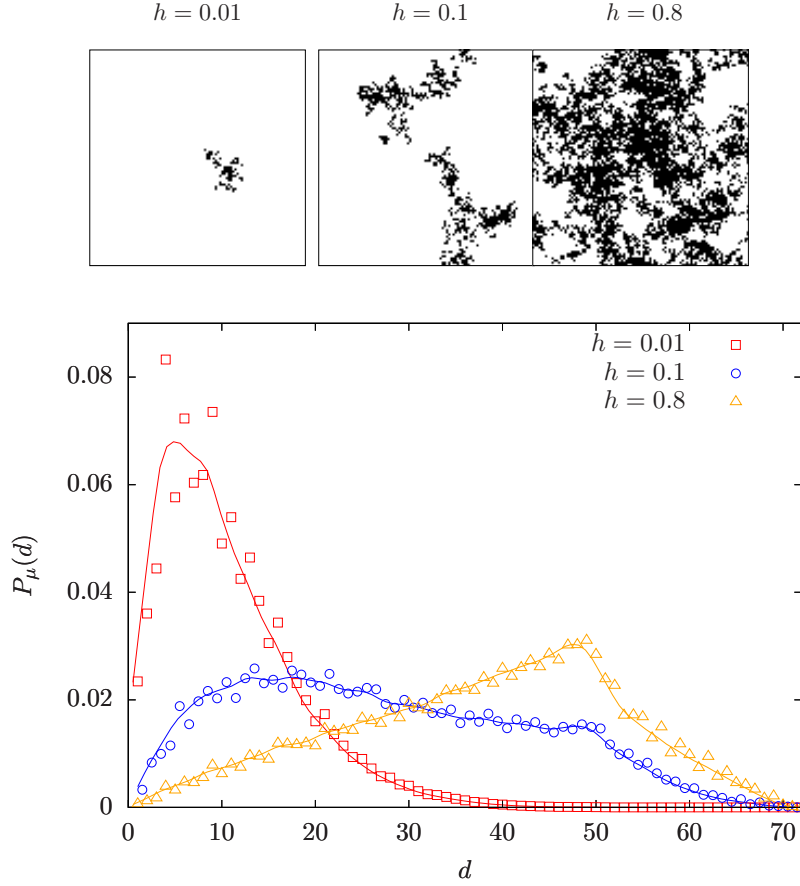 h = 0.01 h = 0.1 h = 0.8
h = 0.01
h = 0.1
h = 0.8
0.08
0.06
0.04
0.02
0
P_μ(d)
0 10 20 30 40 50 60 70
d